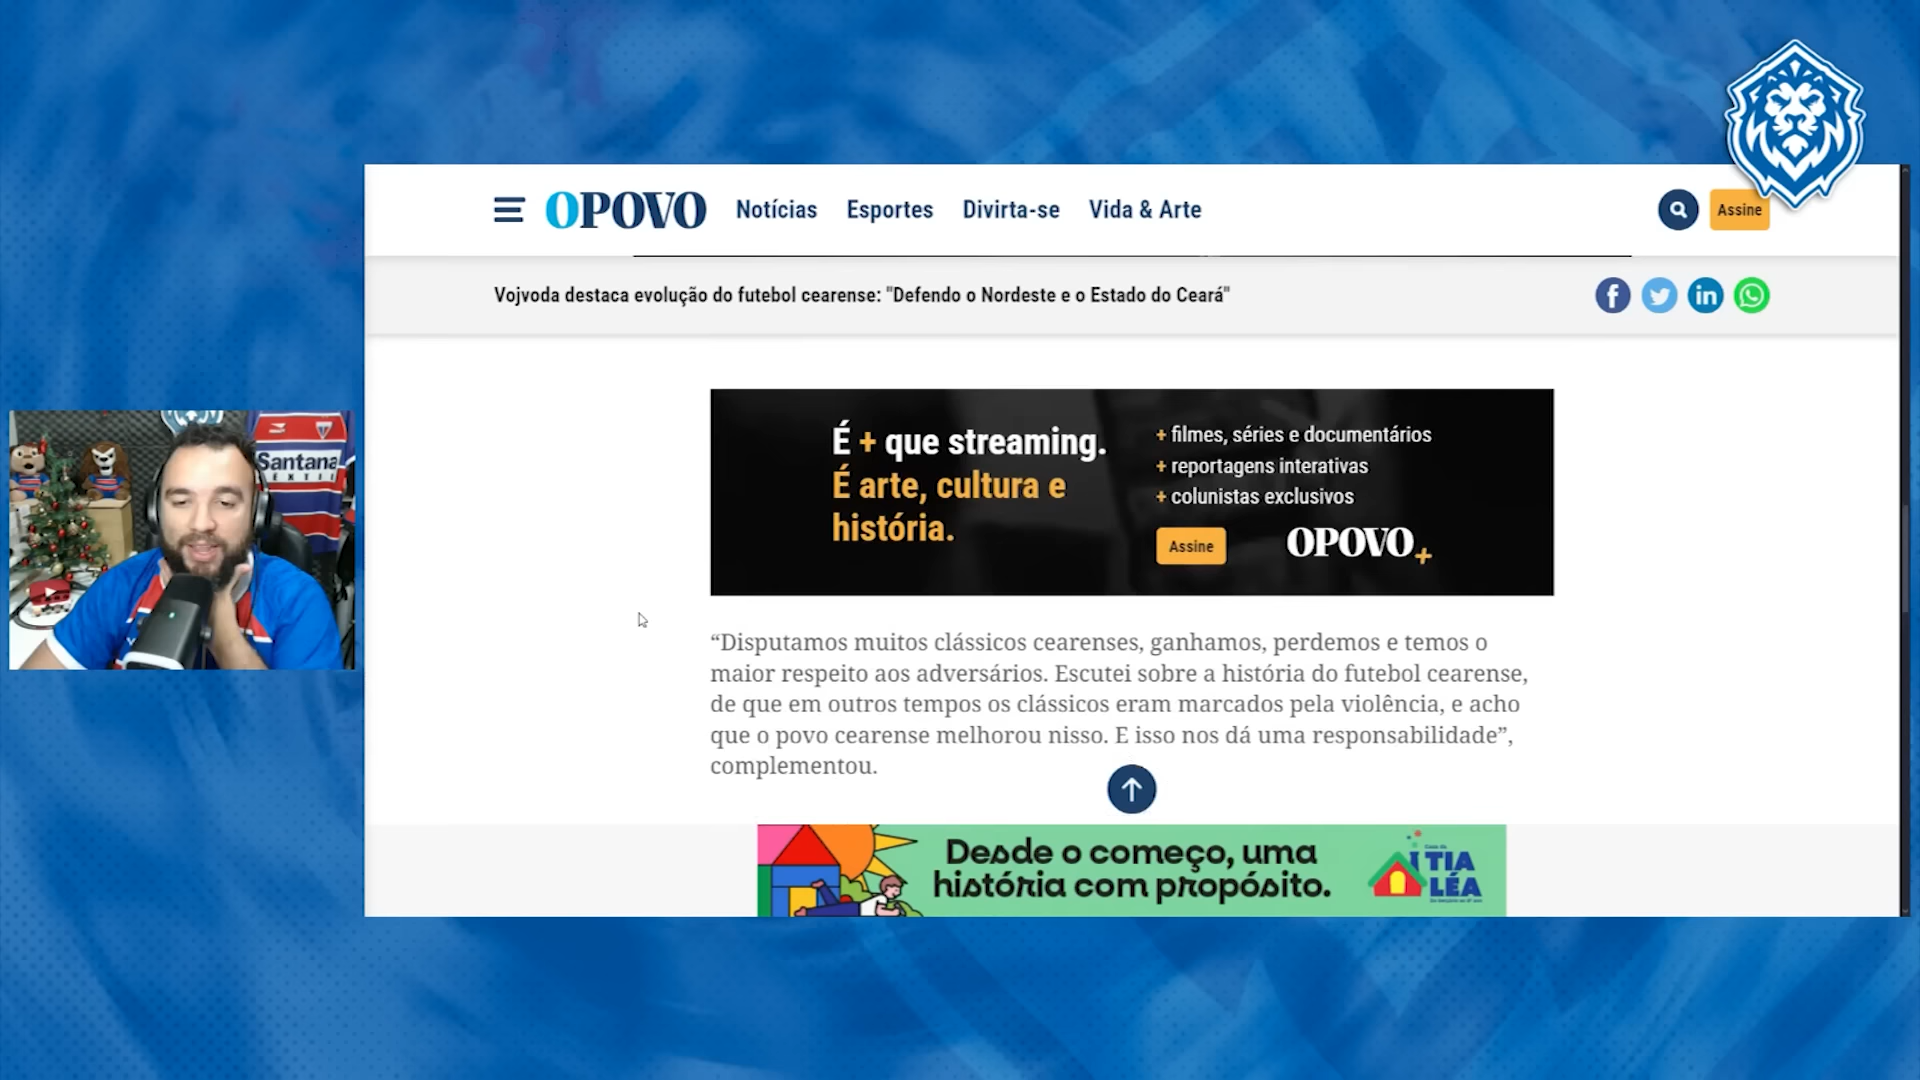 OPOVO
Notícias
Esportes
Divirta-se
Vida & Arte
Assine
Vojvoda destaca evolução do futebol cearense: "Defendo o Nordeste e o Estado do Ceará"
É + que streaming.
É arte, cultura e
história.
+ filmes, séries e documentários
+ reportagens interativas
+ colunistas exclusivos
Assine
OPOVO+
Santana
“Disputamos muitos clássicos cearenses, ganhamos, perdemos e temos o
maior respeito aos adversários. Escutei sobre a história do futebol cearense,
de que em outros tempos os clássicos eram marcados pela violência, e acho
que o povo cearense melhorou nisso. E isso nos dá uma responsabilidade”,
complementou.
Desde o começo, uma
história com propósito.
TIA
LÉA